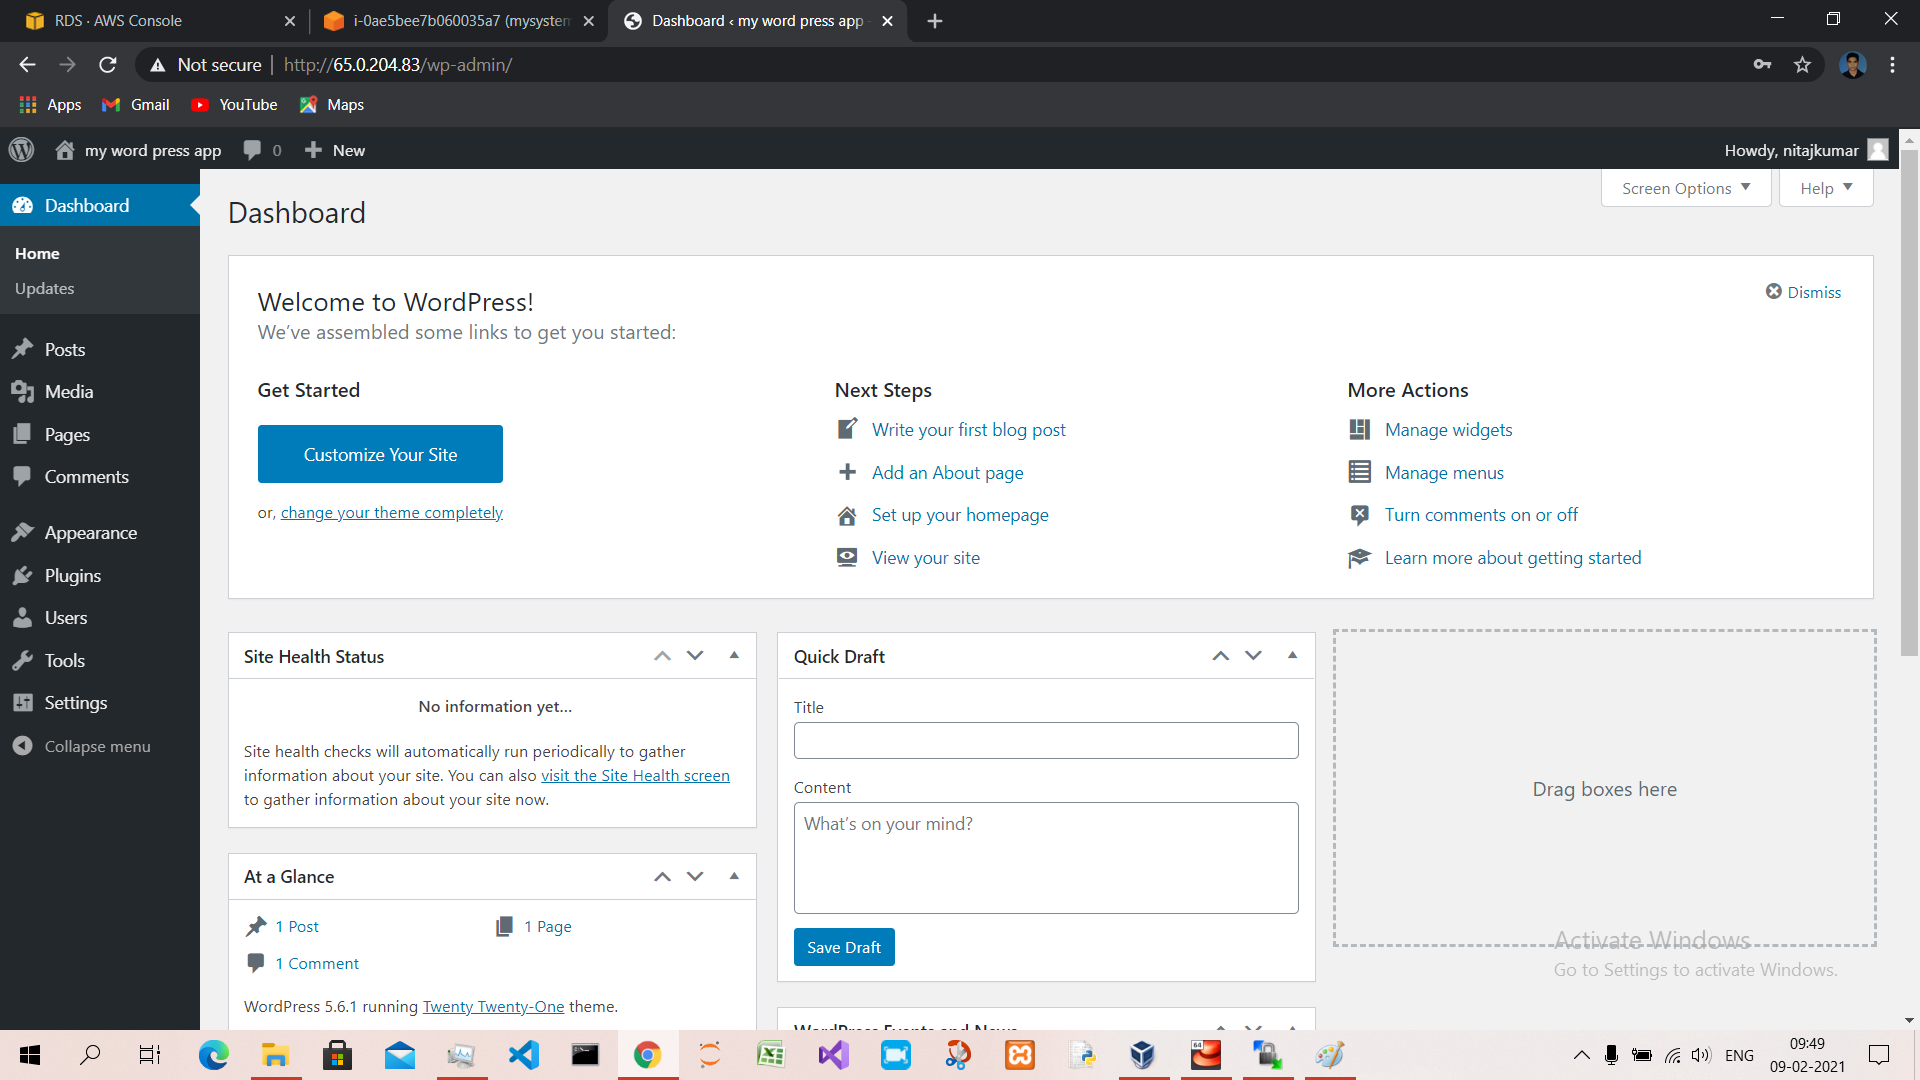 RDS · AWS Console
i-0ae5bee7b060035a7 (mysystem
Dashboard ‹ my word press app
Not secure
http://65.0.204.83/wp-admin/
Apps
Gmail
YouTube
Maps
my word press app
0
New
Howdy, nitajkumar
Screen Options
Help
Dashboard
Home
Updates
Posts
Media
Pages
Comments
Appearance
Plugins
Users
Tools
Settings
Collapse menu
Dashboard
Welcome to WordPress!
We've assembled some links to get you started:
Dismiss
Get Started
Customize Your Site
or, change your theme completely
Next Steps
Write your first blog post
Add an About page
Set up your homepage
View your site
More Actions
Manage widgets
Manage menus
Turn comments on or off
Learn more about getting started
Site Health Status
No information yet...
Site health checks will automatically run periodically to gather
information about your site. You can also visit the Site Health screen
to gather information about your site now.
At a Glance
1 Post
1 Page
1 Comment
WordPress 5.6.1 running Twenty Twenty-One theme.
Quick Draft
Title
Content
What's on your mind?
Save Draft
WordPress Events and News
Drag boxes here
Activate Windows
Go to Settings to activate Windows.
64
ENG
09:49
09-02-2021